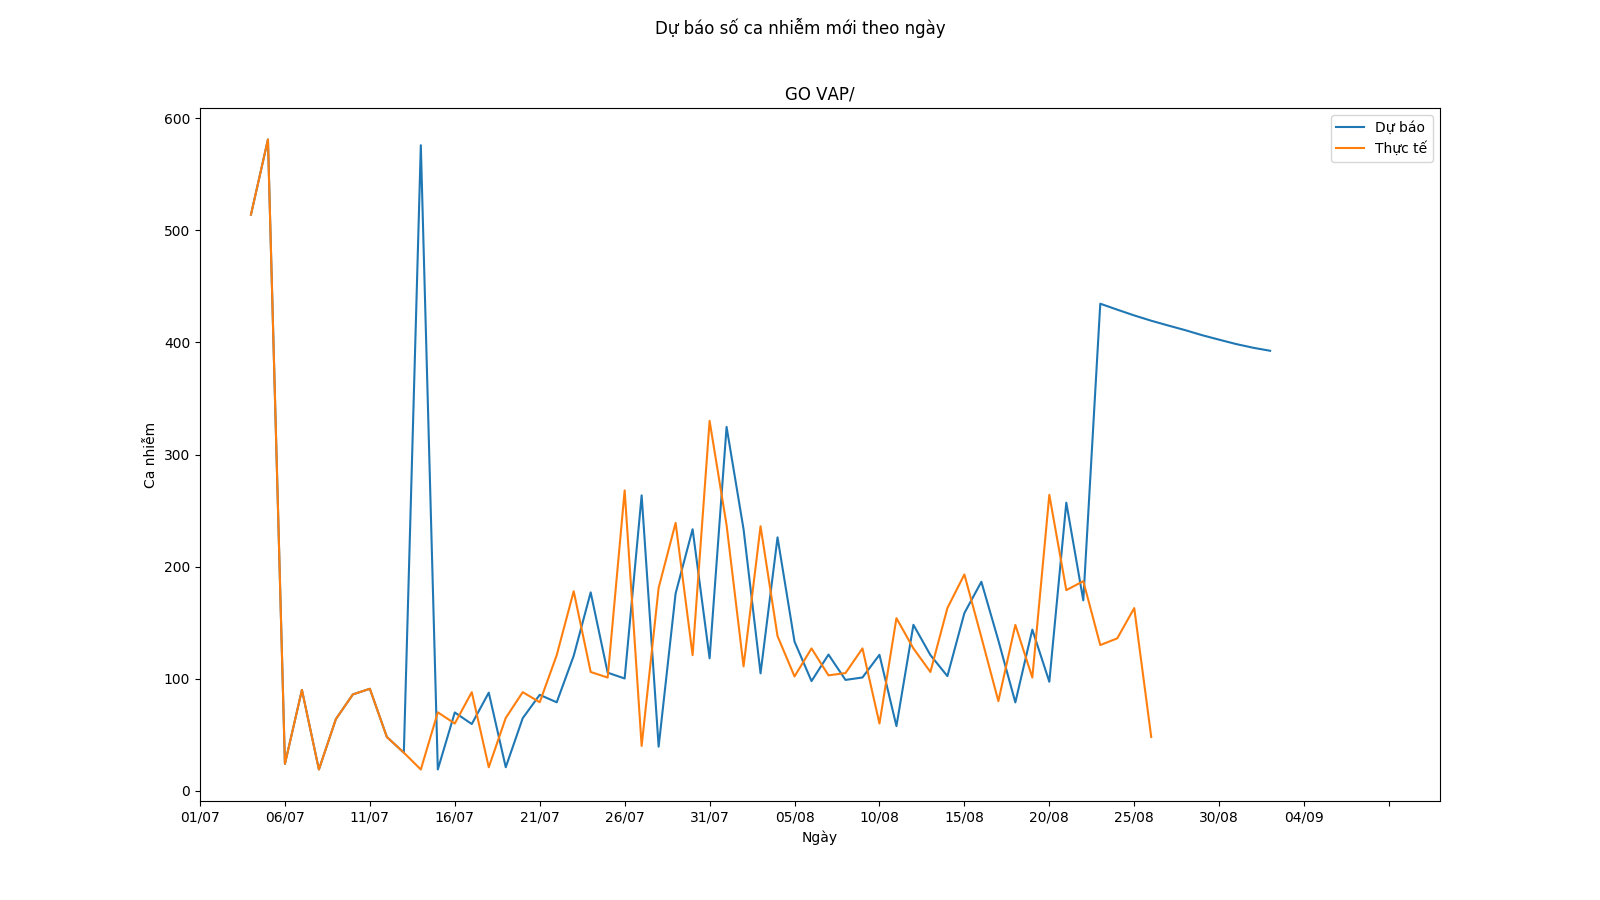 Dự báo số ca nhiễm mới theo ngày
GO VAP/
Dự báo
Thực tế
600
500
400
300
200
100
0
Ca nhiễm
01/07 06/07 11/07 16/07 21/07 26/07 31/07 05/08 10/08 15/08 20/08 25/08 30/08 04/09
Ngày